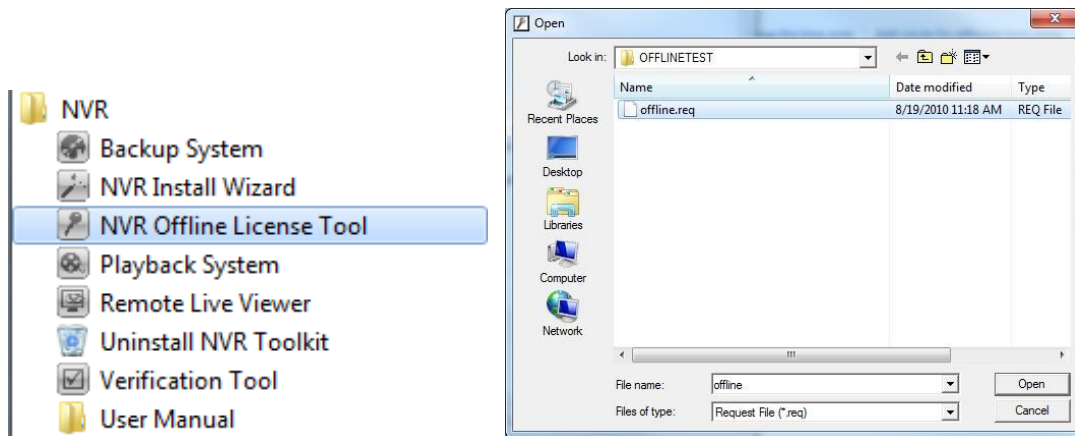 NVR
Backup System
NVR Install Wizard
NVR Offline License Tool
Playback System
Remote Live Viewer
Uninstall NVR Toolkit
Verification Tool
User Manual
Open
Look in: OFFLINETEST
Name Date modified Type
offline.req 8/19/2010 11:18 AM REQ File
Recent Places
Desktop
Libraries
Computer
Network
File name: offline Open
Files of type: Request File (*.req) Cancel